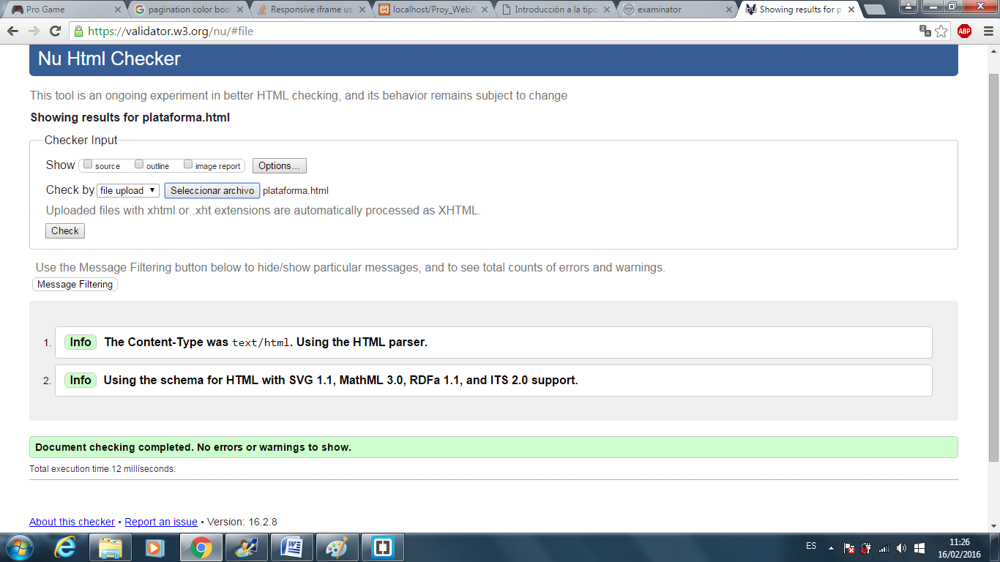 Pro Game
pagination color boo
Responsive iframe us
localhost/Proy_Web/
Introducción a la tipo
examinator
Showing results for p
https://validator.w3.org/nu/#file
ABP
Nu Html Checker
This tool is an ongoing experiment in better HTML checking, and its behavior remains subject to change
Showing results for plataforma.html
Checker Input
Show source outline image report Options...
Check by file upload Seleccionar archivo plataforma.html
Uploaded files with xhtml or .xht extensions are automatically processed as XHTML.
Check
Use the Message Filtering button below to hide/show particular messages, and to see total counts of errors and warnings.
Message Filtering
1. Info The Content-Type was text/html. Using the HTML parser.
2. Info Using the schema for HTML with SVG 1.1, MathML 3.0, RDFa 1.1, and ITS 2.0 support.
Document checking completed. No errors or warnings to show.
Total execution time 12 milliseconds.
About this checker • Report an issue • Version: 16.2.8
ES
11:26
16/02/2016